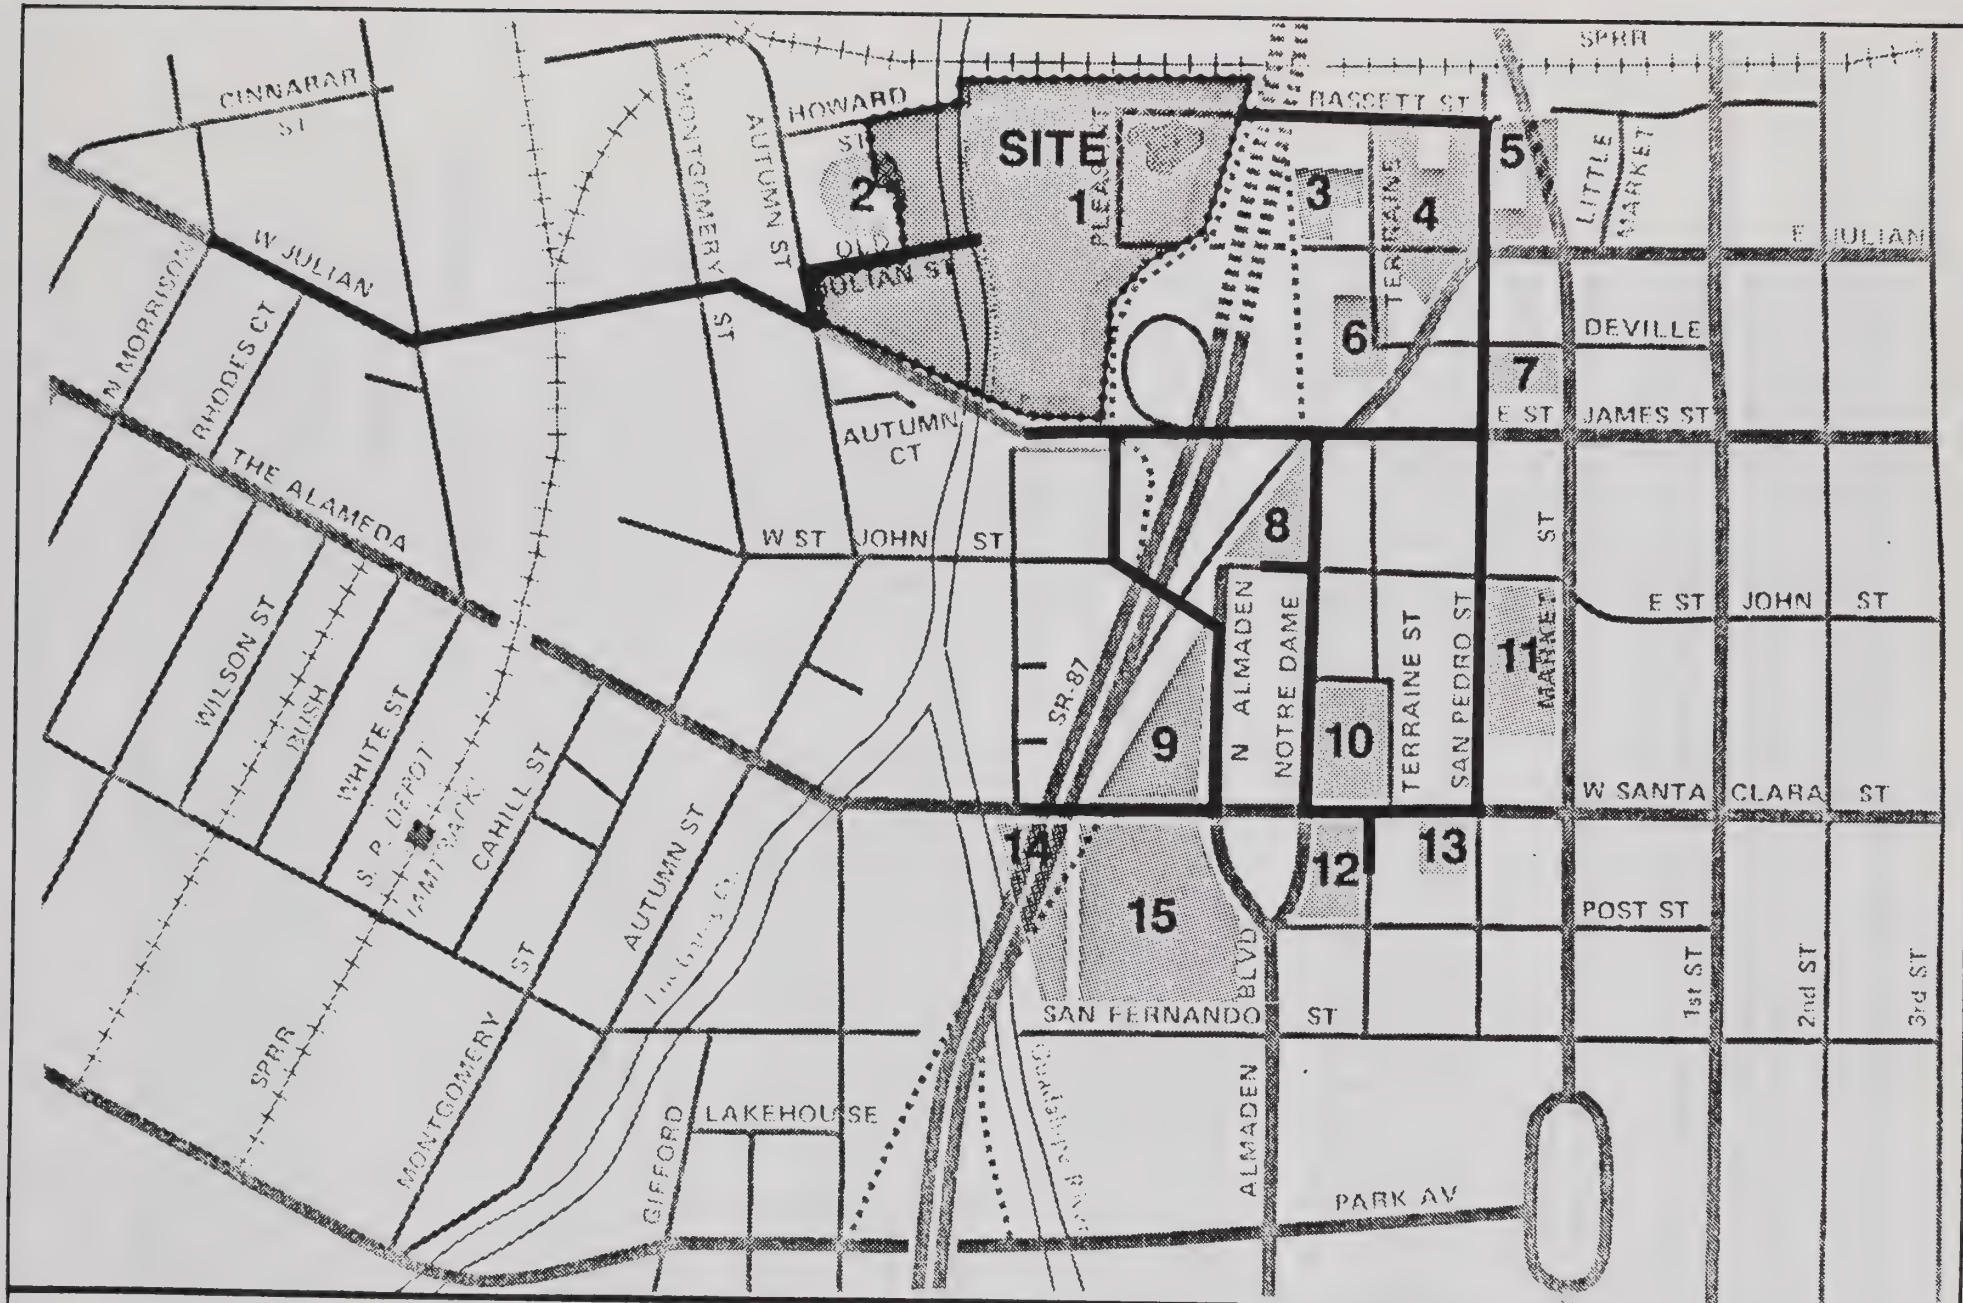 SPRR
CINNABAR
ST
HOWARD
ST
BASSETT ST
MONTGOMERY
ST
AUTUMN ST
SITE
1
PLEASANT
2
3
TERRAINE
4
5
LITTLE
MARKET
OLD
JULIAN ST
E JULIAN
W JULIAN
N MORRISON
RHODES CT
6
DEVILLE
7
E ST JAMES ST
AUTUMN
CT
THE ALAMEDA
W ST JOHN ST
8
ST
MARKET
E ST JOHN ST
N ALMADEN
NOTRE DAME
TERRAINE ST
SAN PEDRO ST
11
WILSON ST
BUSH
WHITE ST
S. P. DEPOT
(AMTRACK)
CAHILL ST
SR-87
9
10
W SANTA CLARA ST
AUTUMN ST
14
12
13
15
POST ST
BLVD
1st ST
2nd ST
3rd ST
ST
SAN FERNANDO ST
SPRR
MONTGOMERY
GIFFORD
LAKEHOUSE
ALMADEN
PARK AV